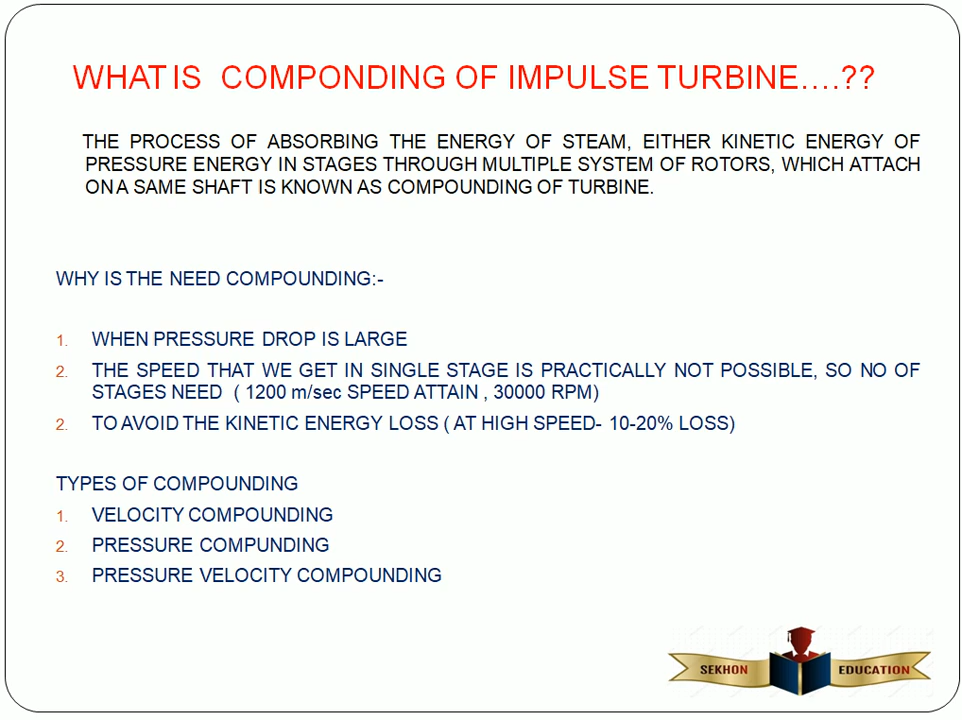 WHAT IS COMPONDING OF IMPULSE TURBINE….??
THE PROCESS OF ABSORBING THE ENERGY OF STEAM, EITHER KINETIC ENERGY OF
PRESSURE ENERGY IN STAGES THROUGH MULTIPLE SYSTEM OF ROTORS, WHICH ATTACH
ON A SAME SHAFT IS KNOWN AS COMPOUNDING OF TURBINE.
WHY IS THE NEED COMPOUNDING:-
1. WHEN PRESSURE DROP IS LARGE
2. THE SPEED THAT WE GET IN SINGLE STAGE IS PRACTICALLY NOT POSSIBLE, SO NO OF
STAGES NEED ( 1200 m/sec SPEED ATTAIN , 30000 RPM)
2. TO AVOID THE KINETIC ENERGY LOSS ( AT HIGH SPEED- 10-20% LOSS)
TYPES OF COMPOUNDING
1. VELOCITY COMPOUNDING
2. PRESSURE COMPUNDING
3. PRESSURE VELOCITY COMPOUNDING
SEKHON EDUCATION